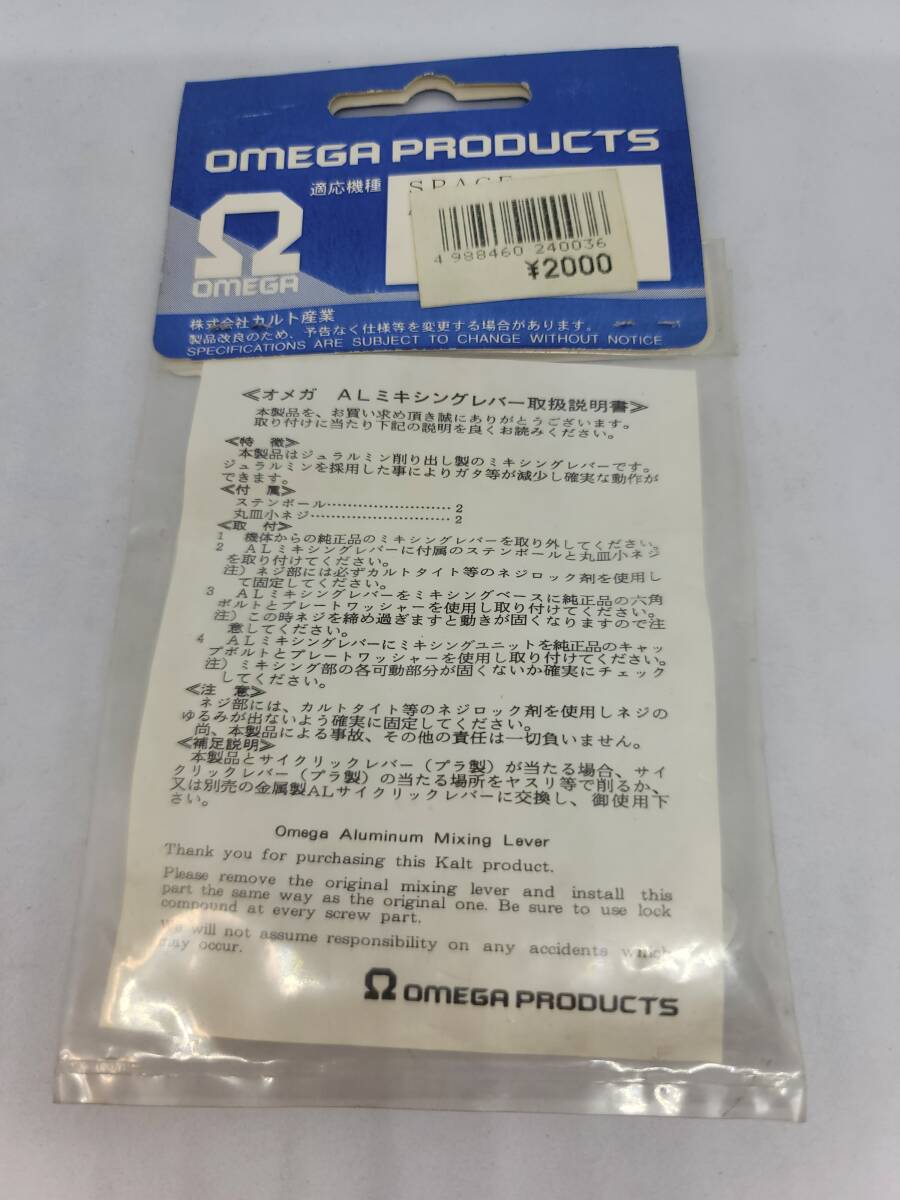 OMEGA PRODUCTS
適応機種 SPACE
4 988460 240036
¥2000
Ω
OMEGA
株式会社カルト産業
製品改良のため、予告なく仕様等を変更する場合があります。
SPECIFICATIONS ARE SUBJECT TO CHANGE WITHOUT NOTICE
≪オメガ ALミキシングレバー取扱説明書≫
本製品を、お買い求め頂き誠にありがとうございます。
取り付けに当たり下記の説明を良くお読みください。
≪特 徴≫
本製品はジュラルミン削り出し製のミキシングレバーです。
ジュラルミンを採用した事によりガタ等が減少し確実な動作が
できます。
≪付 属≫
ステンボール……………………2
丸皿小ネジ………………………2
≪取 付≫
1 機体からの純正品のミキシングレバーを取り外してください。
2 ALミキシングレバーに付属のステンボールと丸皿小ネジ
を取り付けてください。
注)ネジ部には必ずカルトタイト等のネジロック剤を使用し
て固定してください。
3 ALミキシングレバーをミキシングベースに純正品の六角
ボルトとプレートワッシャーを使用し取り付けてください。
注)この時ネジを締め過ぎますと動きが固くなりますので注
意してください。
4 ALミキシングレバーにミキシングユニットを純正品のキャッ
プボルトとプレートワッシャーを使用し取り付けてください。
注)ミキシング部の各可動部分が固くないか確実にチェック
してください。
≪注 意≫
ネジ部には、カルトタイト等のネジロック剤を使用しネジの
ゆるみが出ないよう確実に固定してください。
尚、本製品による事故、その他の責任は一切負いません。
≪補足説明≫
本製品とサイクリックレバー(プラ製)が当たる場合、サイ
クリックレバー(プラ製)の当たる場所をヤスリ等で削るか、
又は別売の金属製ALサイクリックレバーに交換し、御使用下
さい。
Omega Aluminum Mixing Lever
Thank you for purchasing this Kalt product.
Please remove the original mixing lever and install this
part the same way as the original one. Be sure to use lock
compound at every screw part.
We will not assume responsibility on any accidents which
may occur.
Ω OMEGA PRODUCTS